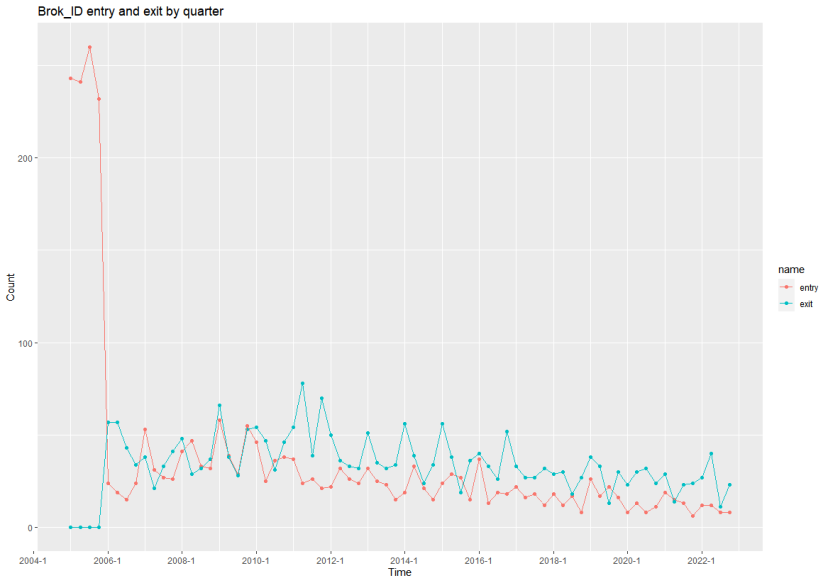 Brok_ID entry and exit by quarter
Count
200
100
0
2004-1 2006-1 2008-1 2010-1 2012-1 2014-1 2016-1 2018-1 2020-1 2022-1
Time
name
entry
exit